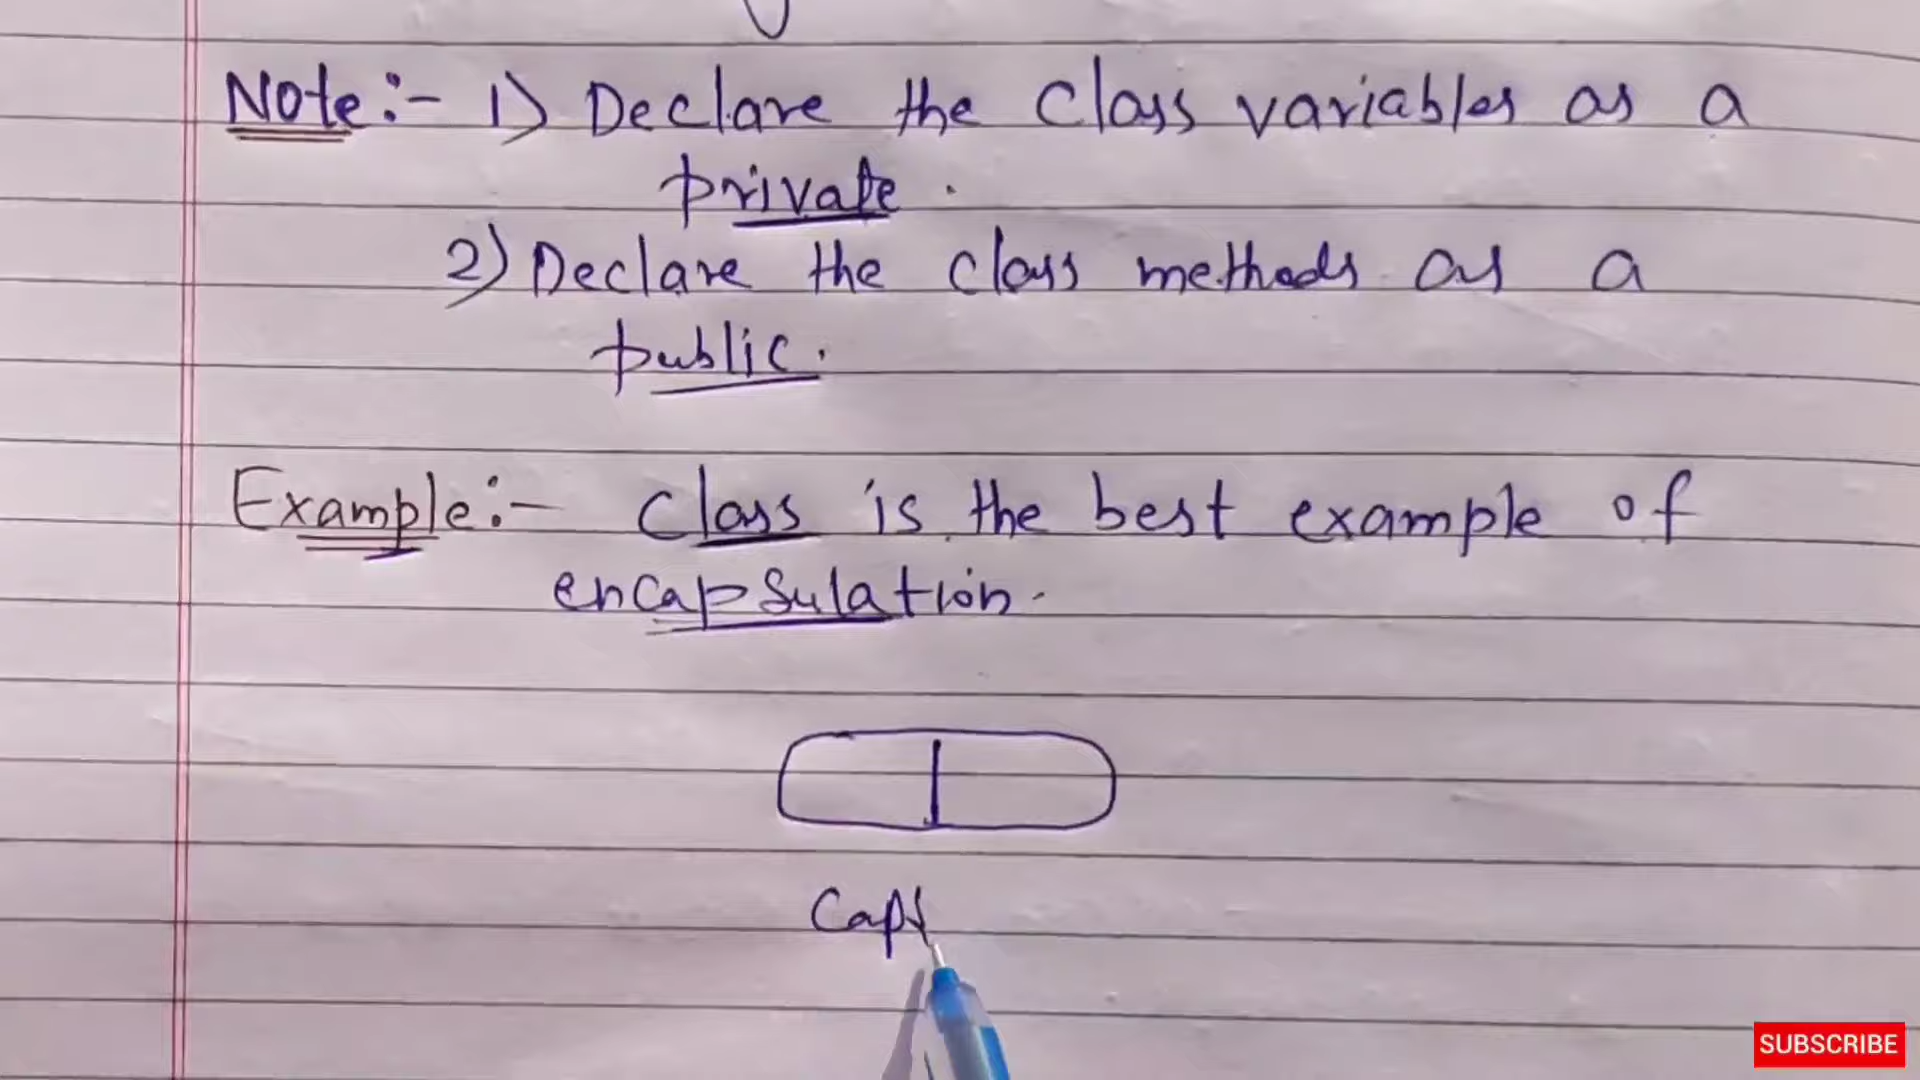 Note:- 1) Declare the Class variables as a
private.
2) Declare the class methods as a
public.
Example:- Class is the best example of
encapsulation.
Caps
SUBSCRIBE